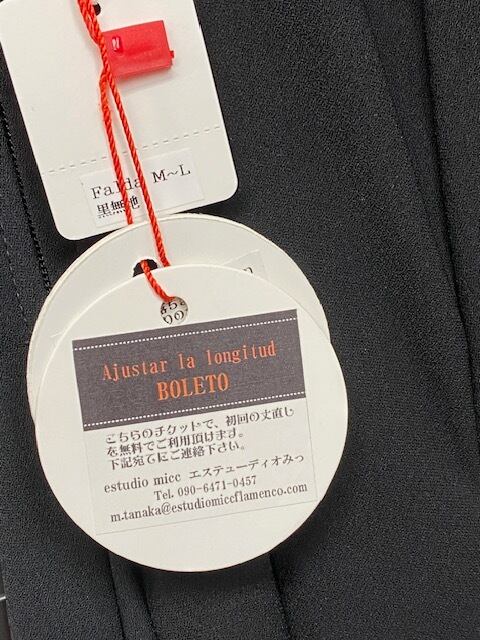 Falda M~L
黒無地
Ajustar la longitud
BOLETO
こちらのチケットで、初回の丈直し
を無料でご利用頂けます。
下記宛てにご連絡下さい。
estudio micc エステューディオみっ
Tel. 090-6471-0457
m.tanaka@estudiomiccflamenco.com